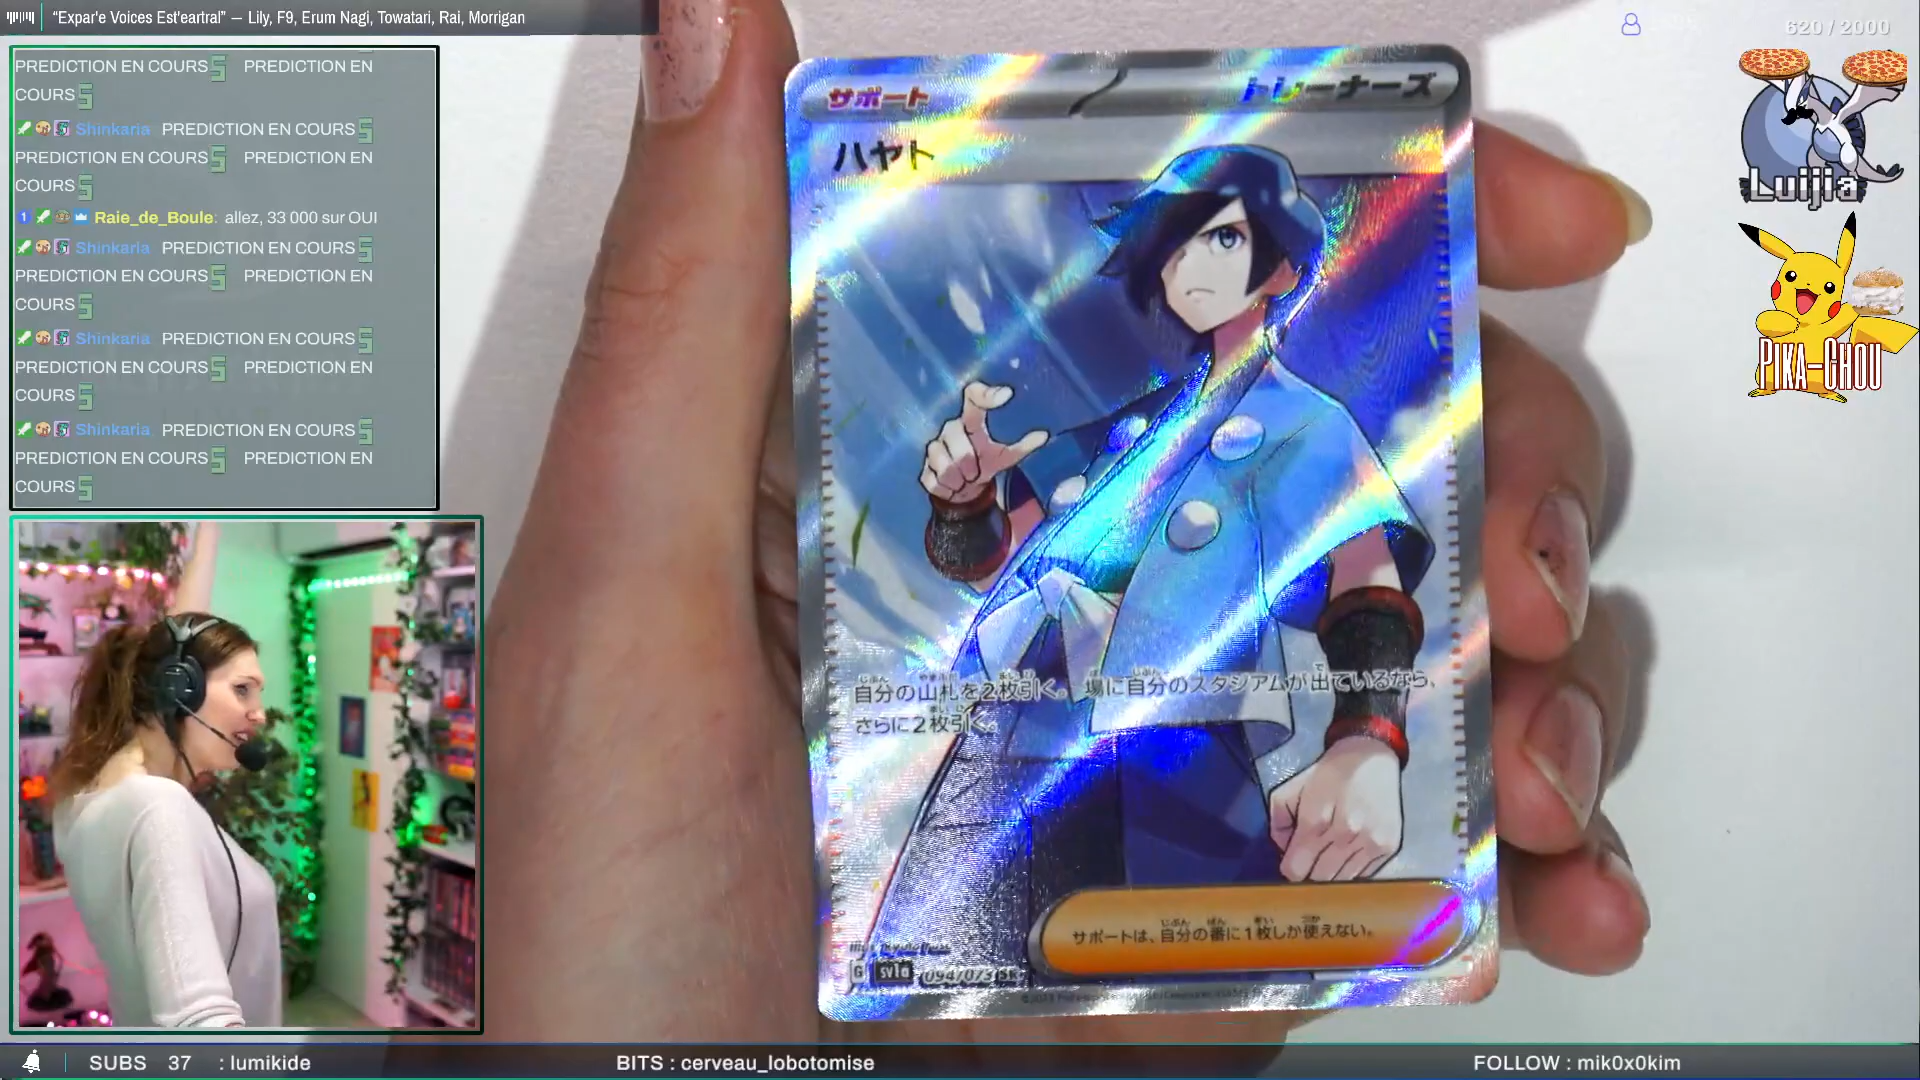 "Expar'e Voices Est'eartral" — Lily, F9, Erum Nagi, Towatari, Rai, Morrigan
PREDICTION EN COURS PREDICTION EN
COURS
Shinkaria PREDICTION EN COURS
PREDICTION EN COURS PREDICTION EN
COURS
1 Raie_de_Boule: allez, 33 000 sur OUI
Shinkaria PREDICTION EN COURS
PREDICTION EN COURS PREDICTION EN
COURS
Shinkaria PREDICTION EN COURS
PREDICTION EN COURS PREDICTION EN
COURS
Shinkaria PREDICTION EN COURS
PREDICTION EN COURS PREDICTION EN
COURS
サポート
トレーナーズ
ハヤト
自分の山札を2枚引く。場に自分のスタジアムが出ているなら、
さらに2枚引く。
サポートは、自分の番に1枚しか使えない。
G sv1a 094/073 SR
620 / 2000
Luijia
PIKA-CHOU
SUBS 37 : lumikide
BITS : cerveau_lobotomise
FOLLOW : mik0x0kim